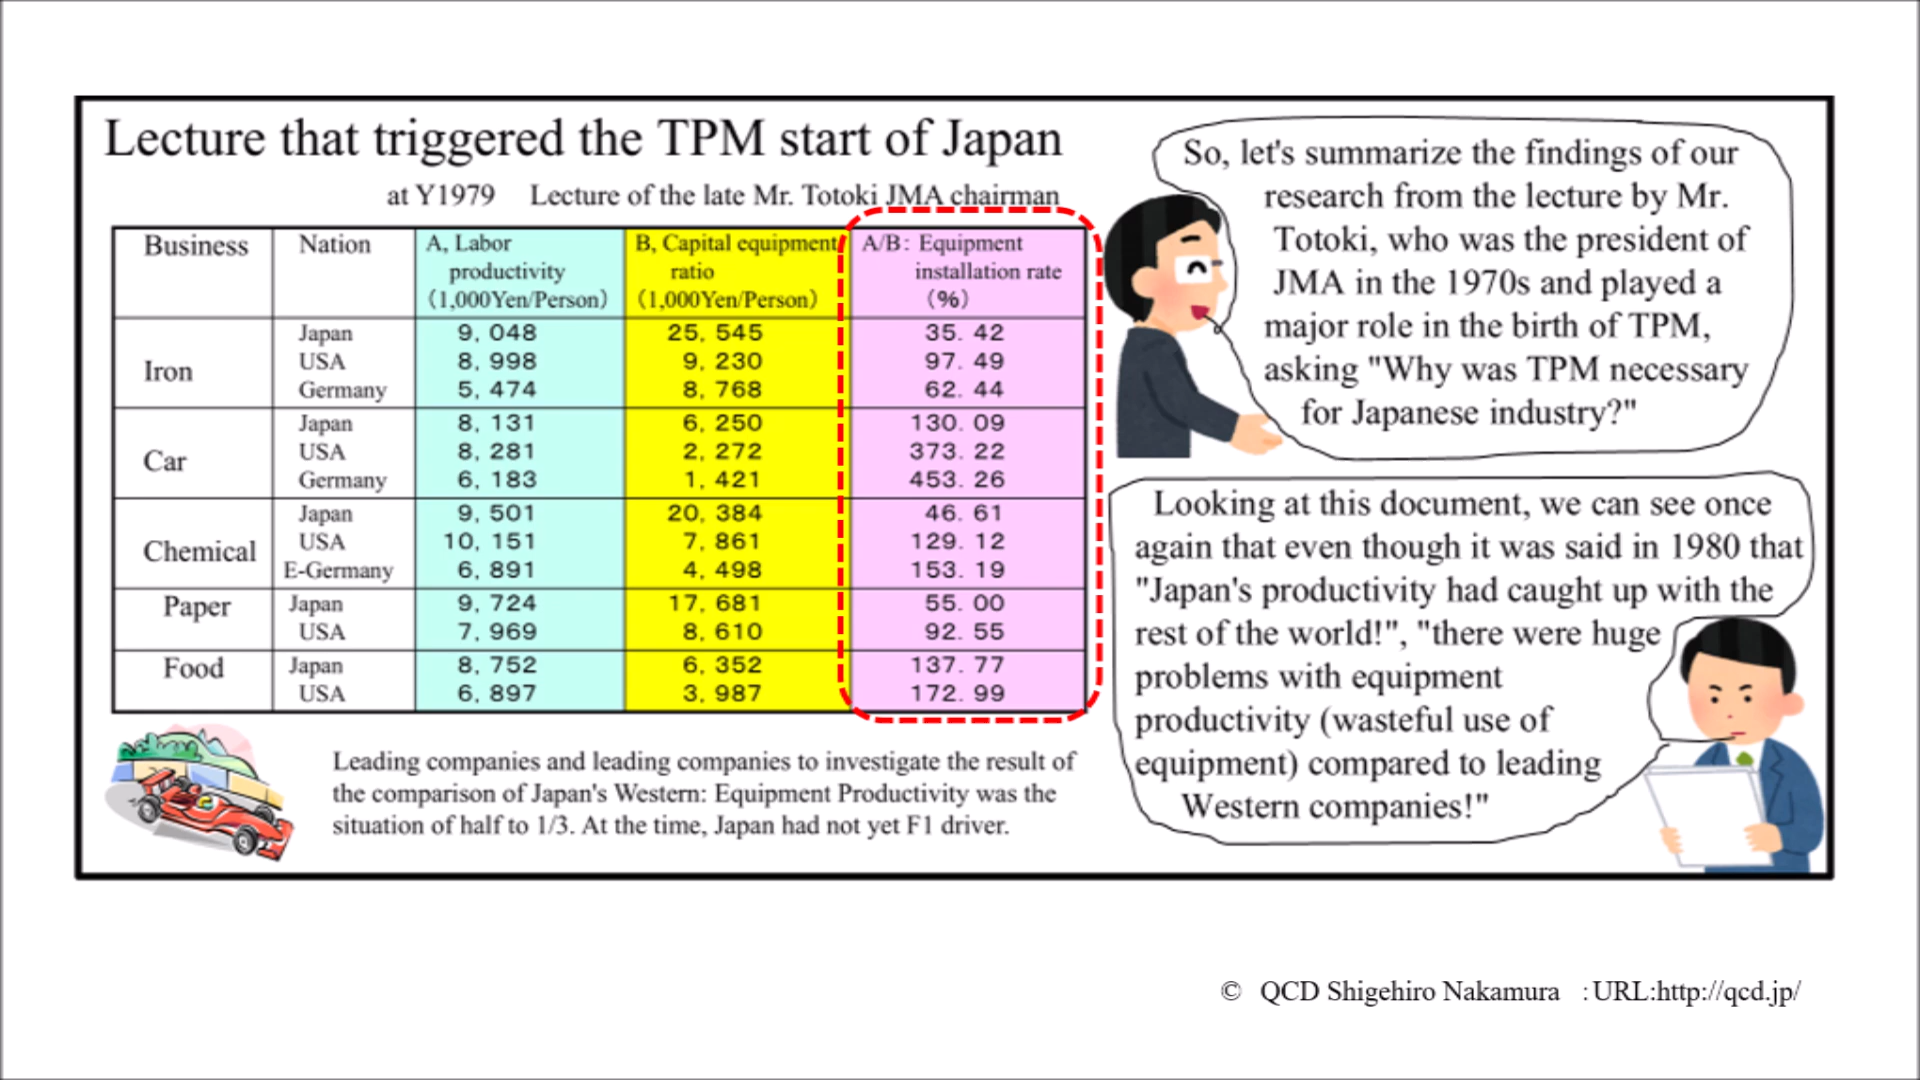 Lecture that triggered the TPM start of Japan
at Y1979 Lecture of the late Mr. Totoki JMA chairman
Business Nation A, Labor productivity (1,000Yen/Person) B, Capital equipment ratio (1,000Yen/Person) A/B: Equipment installation rate (%)
Iron
Japan 9,048 25,545 35.42
USA 8,998 9,230 97.49
Germany 5,474 8,768 62.44
Car
Japan 8,131 6,250 130.09
USA 8,281 2,272 373.22
Germany 6,183 1,421 453.26
Chemical
Japan 9,501 20,384 46.61
USA 10,151 7,861 129.12
E-Germany 6,891 4,498 153.19
Paper
Japan 9,724 17,681 55.00
USA 7,969 8,610 92.55
Food
Japan 8,752 6,352 137.77
USA 6,897 3,987 172.99
Leading companies and leading companies to investigate the result of
the comparison of Japan's Western: Equipment Productivity was the
situation of half to 1/3. At the time, Japan had not yet F1 driver.
So, let's summarize the findings of our
research from the lecture by Mr.
Totoki, who was the president of
JMA in the 1970s and played a
major role in the birth of TPM,
asking "Why was TPM necessary
for Japanese industry?"
Looking at this document, we can see once
again that even though it was said in 1980 that
"Japan's productivity had caught up with the
rest of the world!", "there were huge
problems with equipment
productivity (wasteful use of
equipment) compared to leading
Western companies!"
© QCD Shigehiro Nakamura :URL:http://qcd.jp/